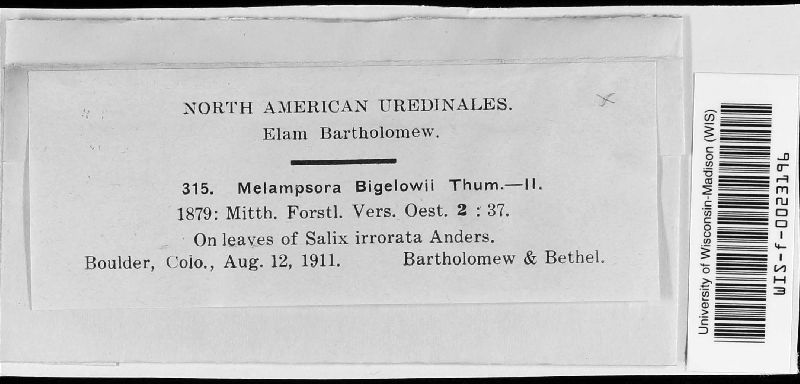 NORTH AMERICAN UREDINALES.
Elam Bartholomew.
315. Melampsora Bigelowii Thum.—II.
1879: Mitth. Forstl. Vers. Oest. 2 : 37.
On leaves of Salix irrorata Anders.
Boulder, Colo., Aug. 12, 1911. Bartholomew & Bethel.
University of Wisconsin-Madison (WIS)
WIS-f-0023196